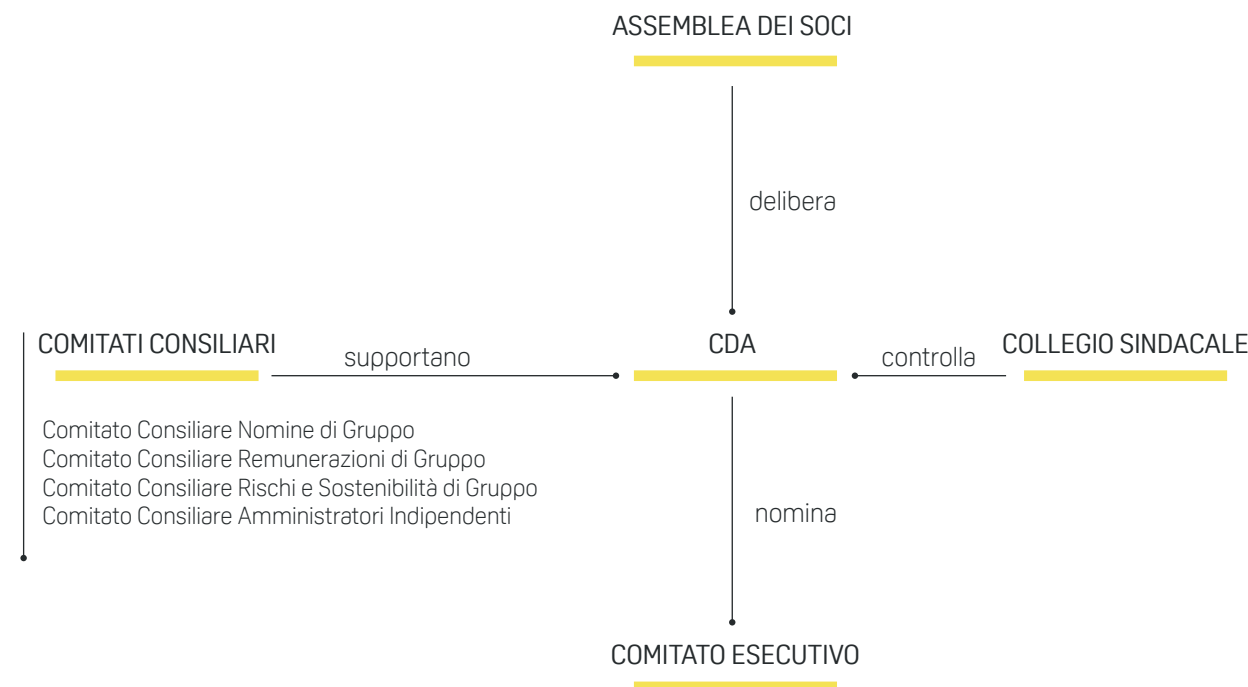 ASSEMBLEA DEI SOCI
delibera
COMITATI CONSILIARI
supportano
CDA
controlla
COLLEGIO SINDACALE
Comitato Consiliare Nomine di Gruppo
Comitato Consiliare Remunerazioni di Gruppo
Comitato Consiliare Rischi e Sostenibilità di Gruppo
Comitato Consiliare Amministratori Indipendenti
nomina
COMITATO ESECUTIVO